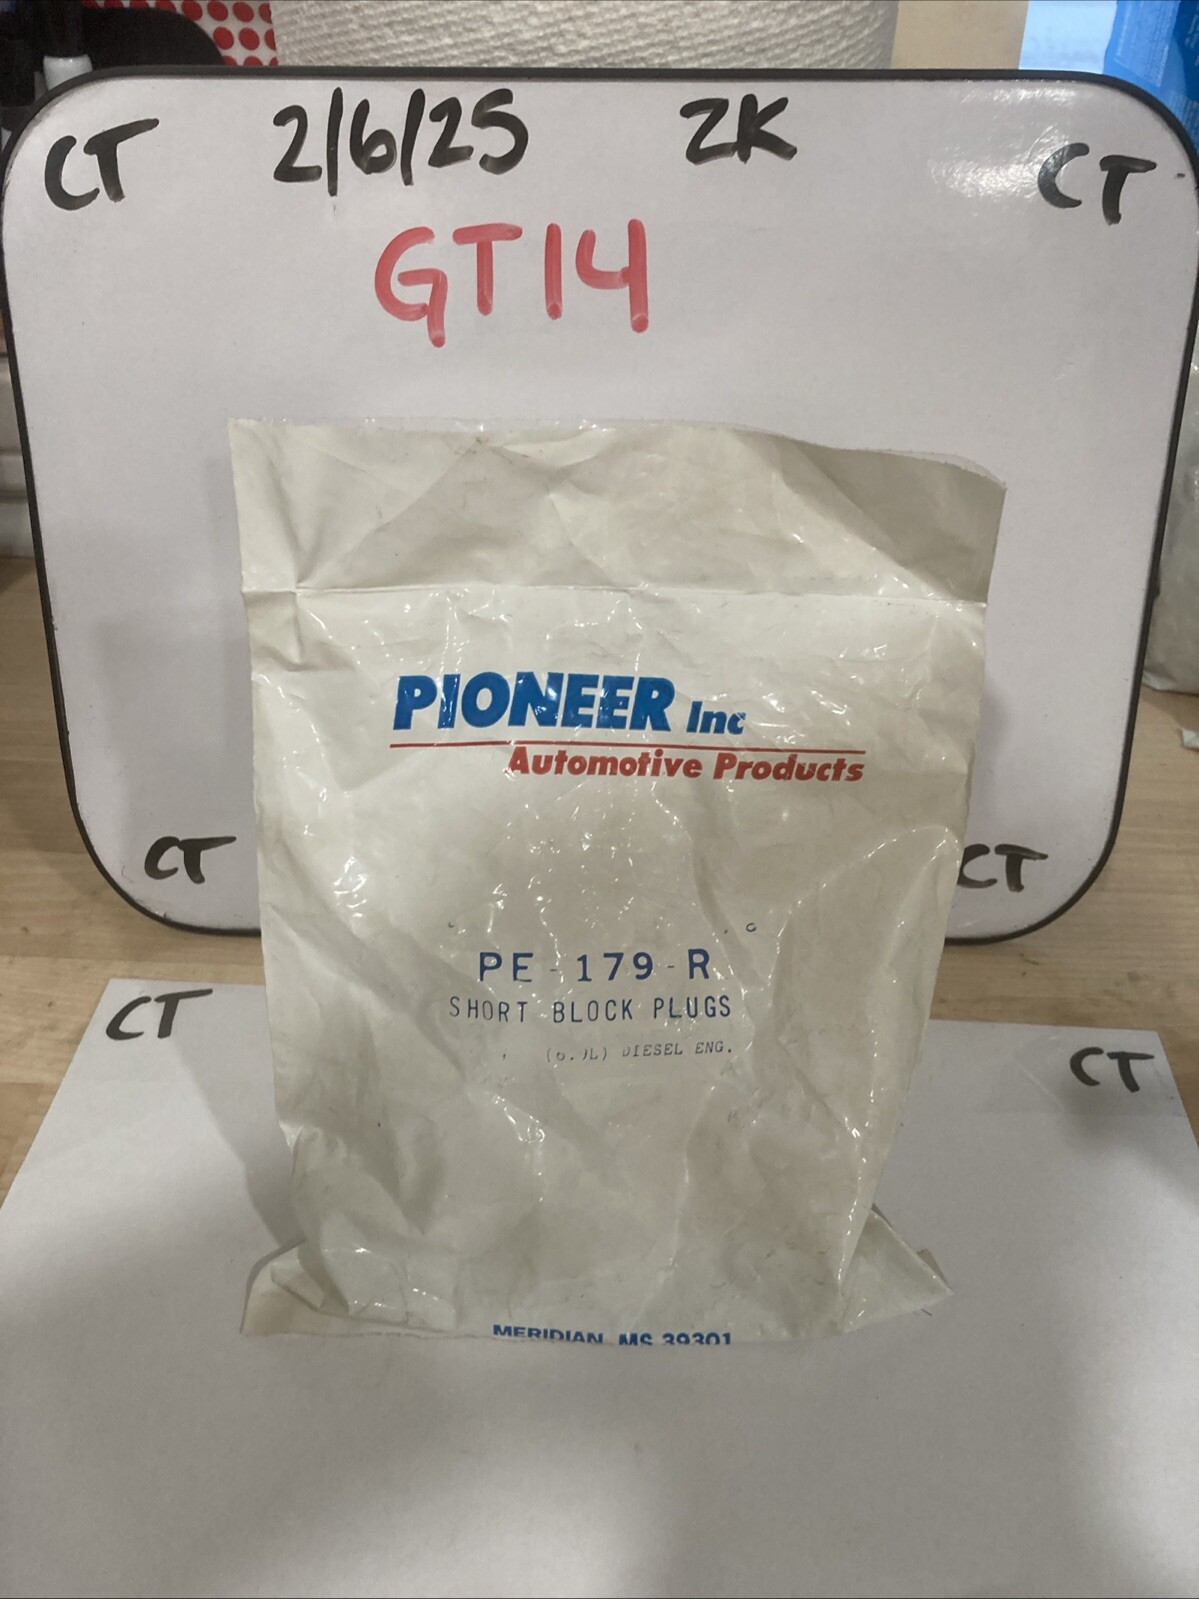 CT 2/6/25 ZK CT
GT14
PIONEER Inc
Automotive Products
CT CT
PE-179-R
SHORT BLOCK PLUGS
DIESEL ENG.
CT CT
MERIDIAN, MS 39301